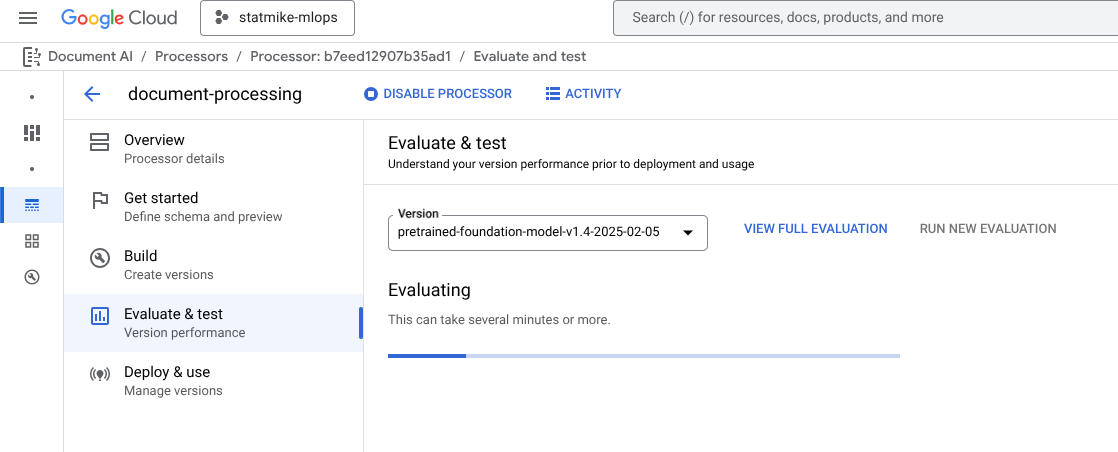 Google Cloud
statmike-mlops
Search (/) for resources, docs, products, and more
Document AI / Processors / Processor: b7eed12907b35ad1 / Evaluate and test
document-processing
DISABLE PROCESSOR
ACTIVITY
Overview
Processor details
Get started
Define schema and preview
Build
Create versions
Evaluate & test
Version performance
Deploy & use
Manage versions
Evaluate & test
Understand your version performance prior to deployment and usage
Version
pretrained-foundation-model-v1.4-2025-02-05
VIEW FULL EVALUATION
RUN NEW EVALUATION
Evaluating
This can take several minutes or more.